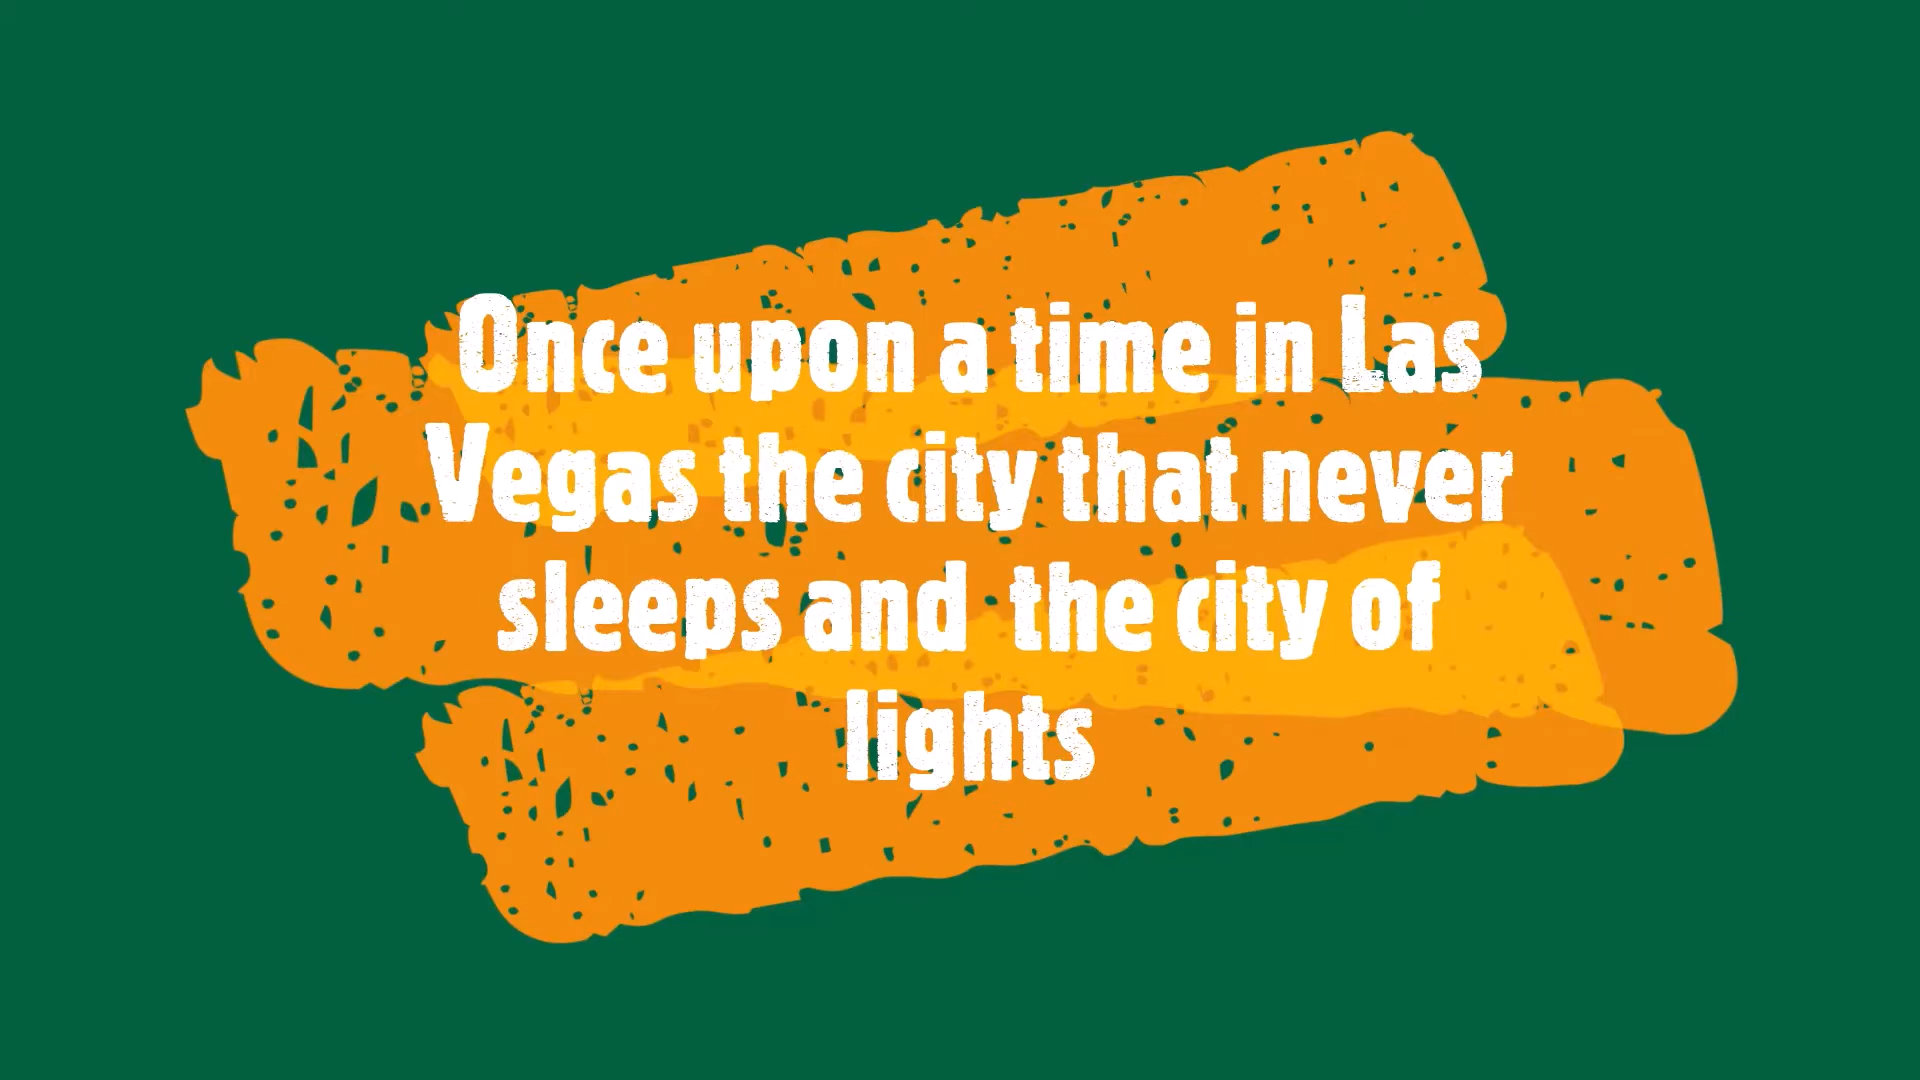 Once upon a time in Las
Vegas the city that never
sleeps and  the city of
lights